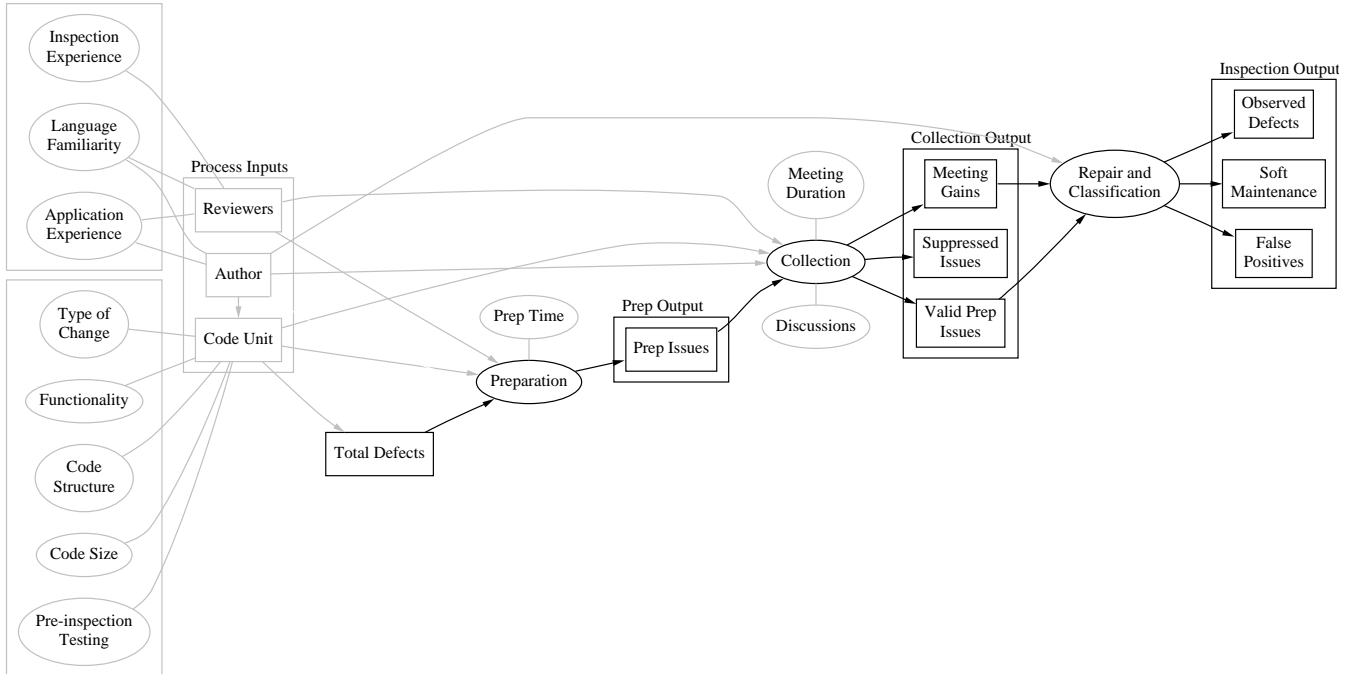 Inspection
Experience
Language
Familiarity
Application
Experience
Type of
Change
Functionality
Code
Structure
Code Size
Pre-inspection
Testing
Process Inputs
Reviewers
Author
Code Unit
Total Defects
Prep Time
Preparation
Prep Output
Prep Issues
Meeting
Duration
Collection
Discussions
Collection Output
Meeting
Gains
Suppressed
Issues
Valid Prep
Issues
Repair and
Classification
Inspection Output
Observed
Defects
Soft
Maintenance
False
Positives